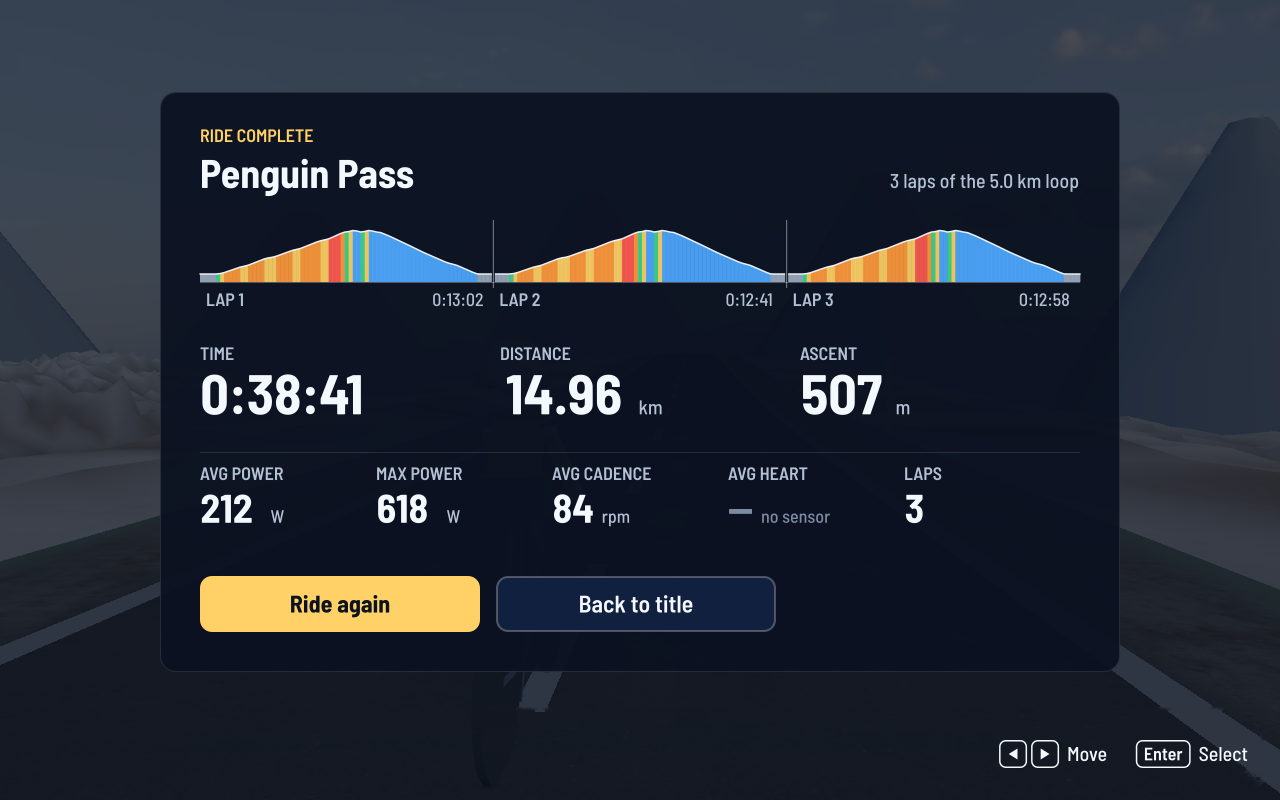 RIDE COMPLETE
Penguin Pass
3 laps of the 5.0 km loop
LAP 1 0:13:02 LAP 2 0:12:41 LAP 3 0:12:58
TIME DISTANCE ASCENT
0:38:41 14.96 km 507 m
AVG POWER MAX POWER AVG CADENCE AVG HEART LAPS
212 W 618 W 84 rpm — no sensor 3
Ride again Back to title
Move Enter Select